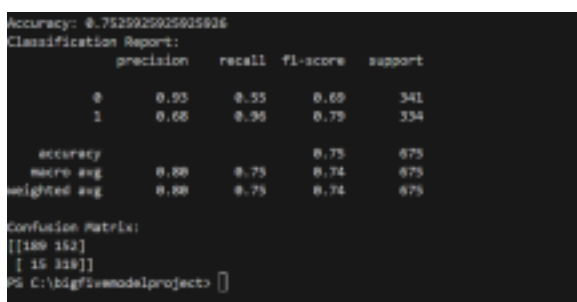 Accuracy: 0.7525925925925926
Classification Report:
precision recall f1-score support
0 0.93 0.55 0.69 341
1 0.68 0.96 0.79 334
accuracy 0.75 675
macro avg 0.80 0.75 0.74 675
weighted avg 0.80 0.75 0.74 675
Confusion Matrix:
[[189 152]
[ 15 319]]
PS C:\bigfivemodelproject>